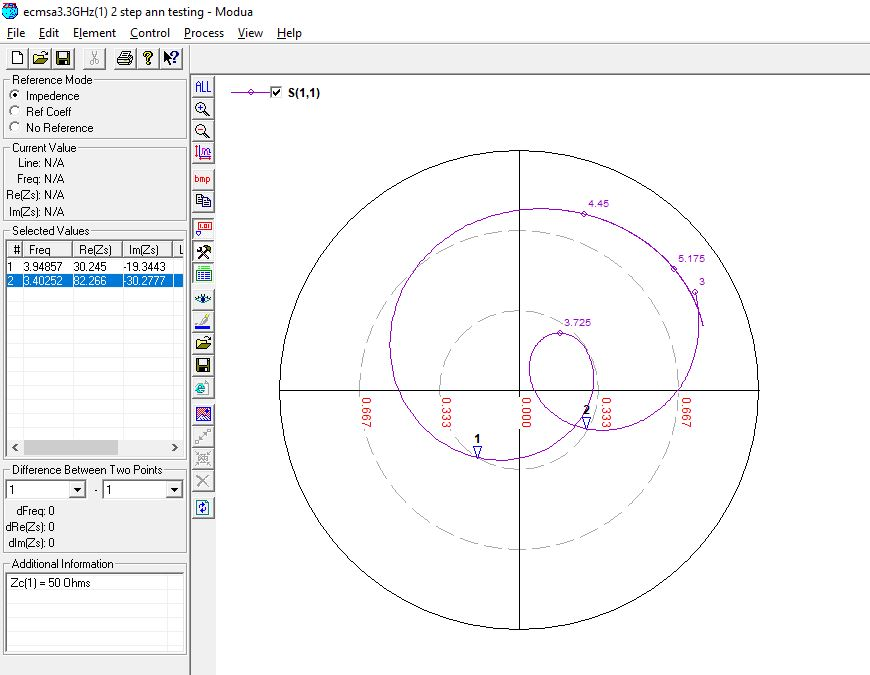 ecmsa3.3GHz(1) 2 step ann testing - Modua
File Edit Element Control Process View Help
Reference Mode
Impedence
Ref Coeff
No Reference
Current Value
Line: N/A
Freq: N/A
Re(Zs): N/A
Im(Zs): N/A
Selected Values
# Freq Re(Zs) Im(Zs) L
1 3.94857 30.245 -19.3443
2 3.40252 82.266 -30.2777
Difference Between Two Points
1 - 1
dFreq: 0
dRe(Zs): 0
dIm(Zs): 0
Additional Information
Zc(1) = 50 Ohms
ALL
bmp
1.01
S(1,1)
4.45
5.175
3
3.725
2
1
0.667 0.333 0.000 0.333 0.667